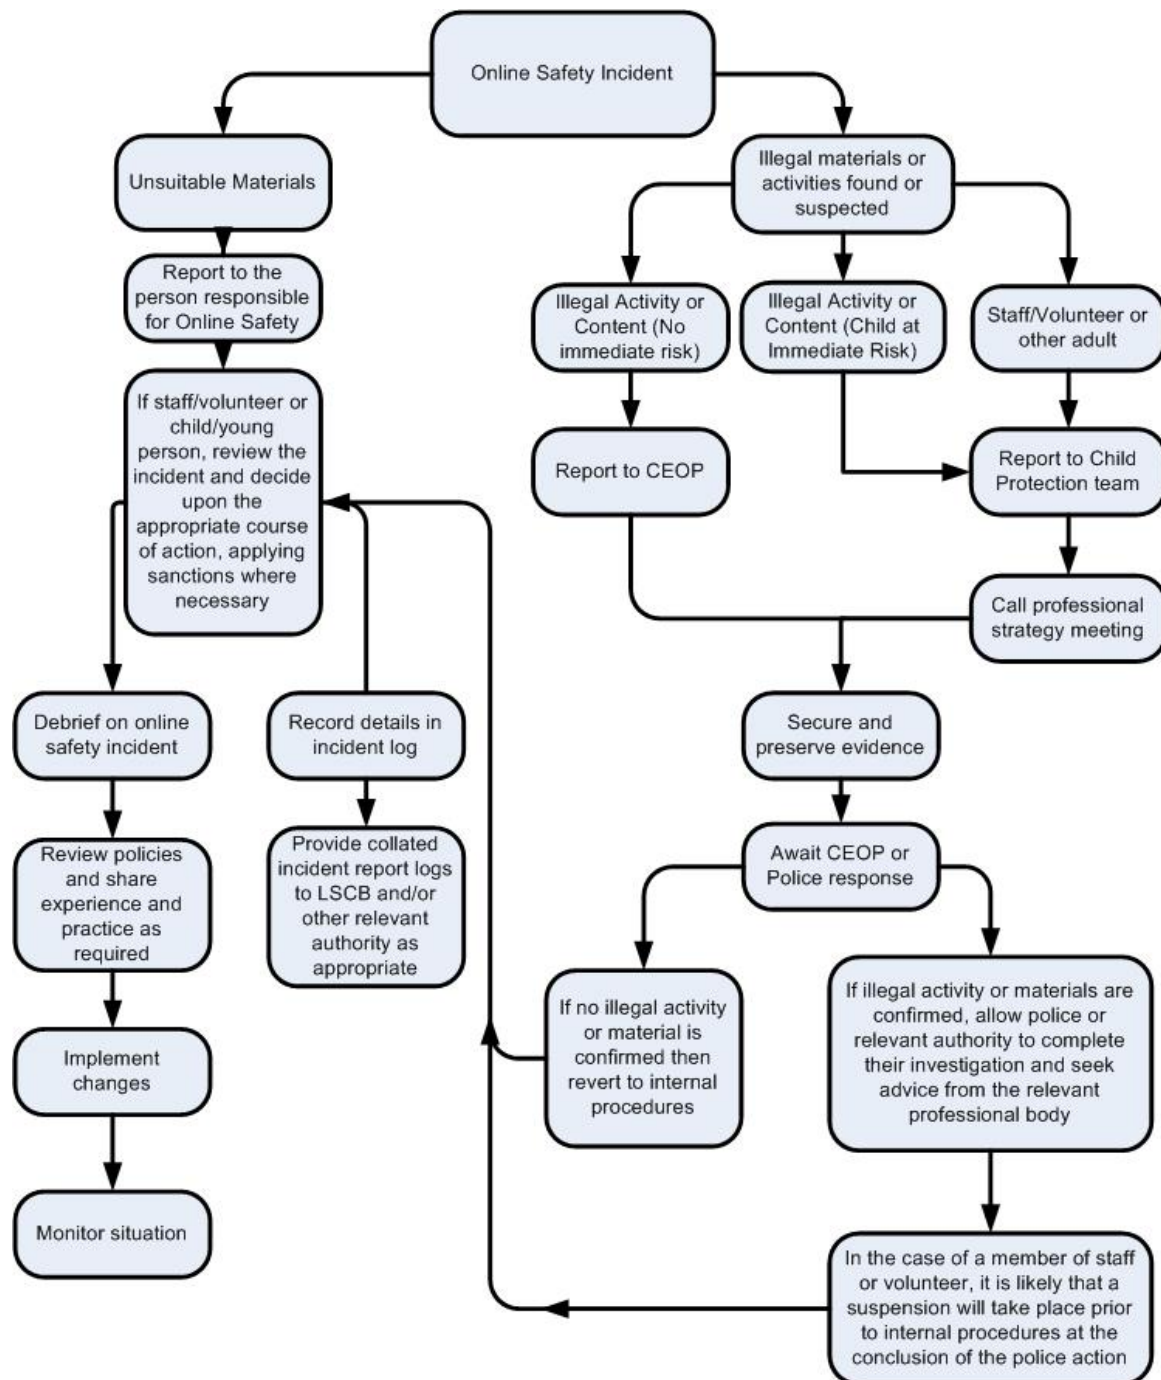 Online Safety Incident
Unsuitable Materials
Report to the
person responsible
for Online Safety
If staff/volunteer or
child/young
person, review the
incident and decide
upon the
appropriate course
of action, applying
sanctions where
necessary
Debrief on online
safety incident
Review policies
and share
experience and
practice as
required
Implement
changes
Monitor situation
Record details in
incident log
Provide collated
incident report logs
to LSCB and/or
other relevant
authority as
appropriate
Illegal materials or
activities found or
suspected
Illegal Activity or
Content (No
immediate risk)
Illegal Activity or
Content (Child at
Immediate Risk)
Staff/Volunteer or
other adult
Report to CEOP
Report to Child
Protection team
Call professional
strategy meeting
Secure and
preserve evidence
Await CEOP or
Police response
If no illegal activity
or material is
confirmed then
revert to internal
procedures
If illegal activity or materials are
confirmed, allow police or
relevant authority to complete
their investigation and seek
advice from the relevant
professional body
In the case of a member of staff
or volunteer, it is likely that a
suspension will take place prior
to internal procedures at the
conclusion of the police action